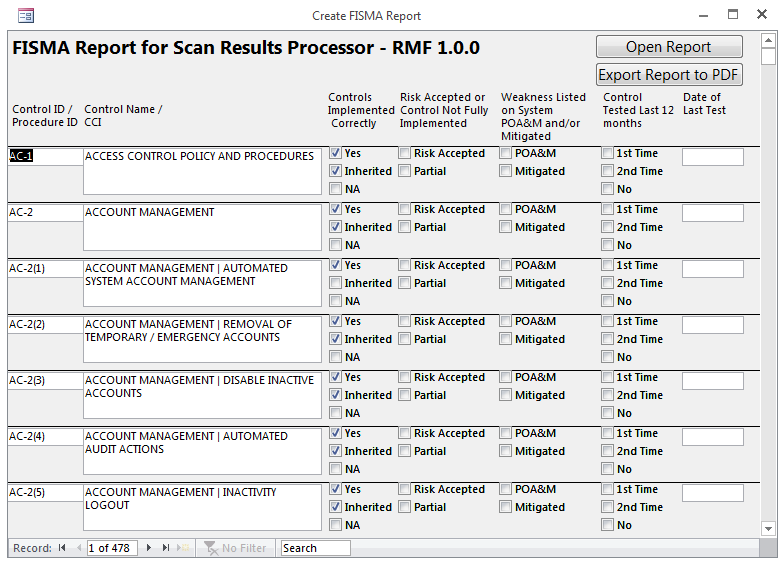 Create FISMA Report
FISMA Report for Scan Results Processor - RMF 1.0.0
Open Report
Export Report to PDF
Control ID /
Procedure ID
Control Name /
CCI
Controls
Implemented
Correctly
Risk Accepted or
Control Not Fully
Implemented
Weakness Listed
on System
POA&M and/or
Mitigated
Control
Tested Last 12
months
Date of
Last Test
AC-1
ACCESS CONTROL POLICY AND PROCEDURES
Yes Risk Accepted POA&M 1st Time
Inherited Partial Mitigated 2nd Time
NA No
AC-2
ACCOUNT MANAGEMENT
Yes Risk Accepted POA&M 1st Time
Inherited Partial Mitigated 2nd Time
NA No
AC-2(1)
ACCOUNT MANAGEMENT | AUTOMATED
SYSTEM ACCOUNT MANAGEMENT
Yes Risk Accepted POA&M 1st Time
Inherited Partial Mitigated 2nd Time
NA No
AC-2(2)
ACCOUNT MANAGEMENT | REMOVAL OF
TEMPORARY / EMERGENCY ACCOUNTS
Yes Risk Accepted POA&M 1st Time
Inherited Partial Mitigated 2nd Time
NA No
AC-2(3)
ACCOUNT MANAGEMENT | DISABLE INACTIVE
ACCOUNTS
Yes Risk Accepted POA&M 1st Time
Inherited Partial Mitigated 2nd Time
NA No
AC-2(4)
ACCOUNT MANAGEMENT | AUTOMATED
AUDIT ACTIONS
Yes Risk Accepted POA&M 1st Time
Inherited Partial Mitigated 2nd Time
NA No
AC-2(5)
ACCOUNT MANAGEMENT | INACTIVITY
LOGOUT
Yes Risk Accepted POA&M 1st Time
Inherited Partial Mitigated 2nd Time
NA No
Record: 1 of 478 No Filter Search